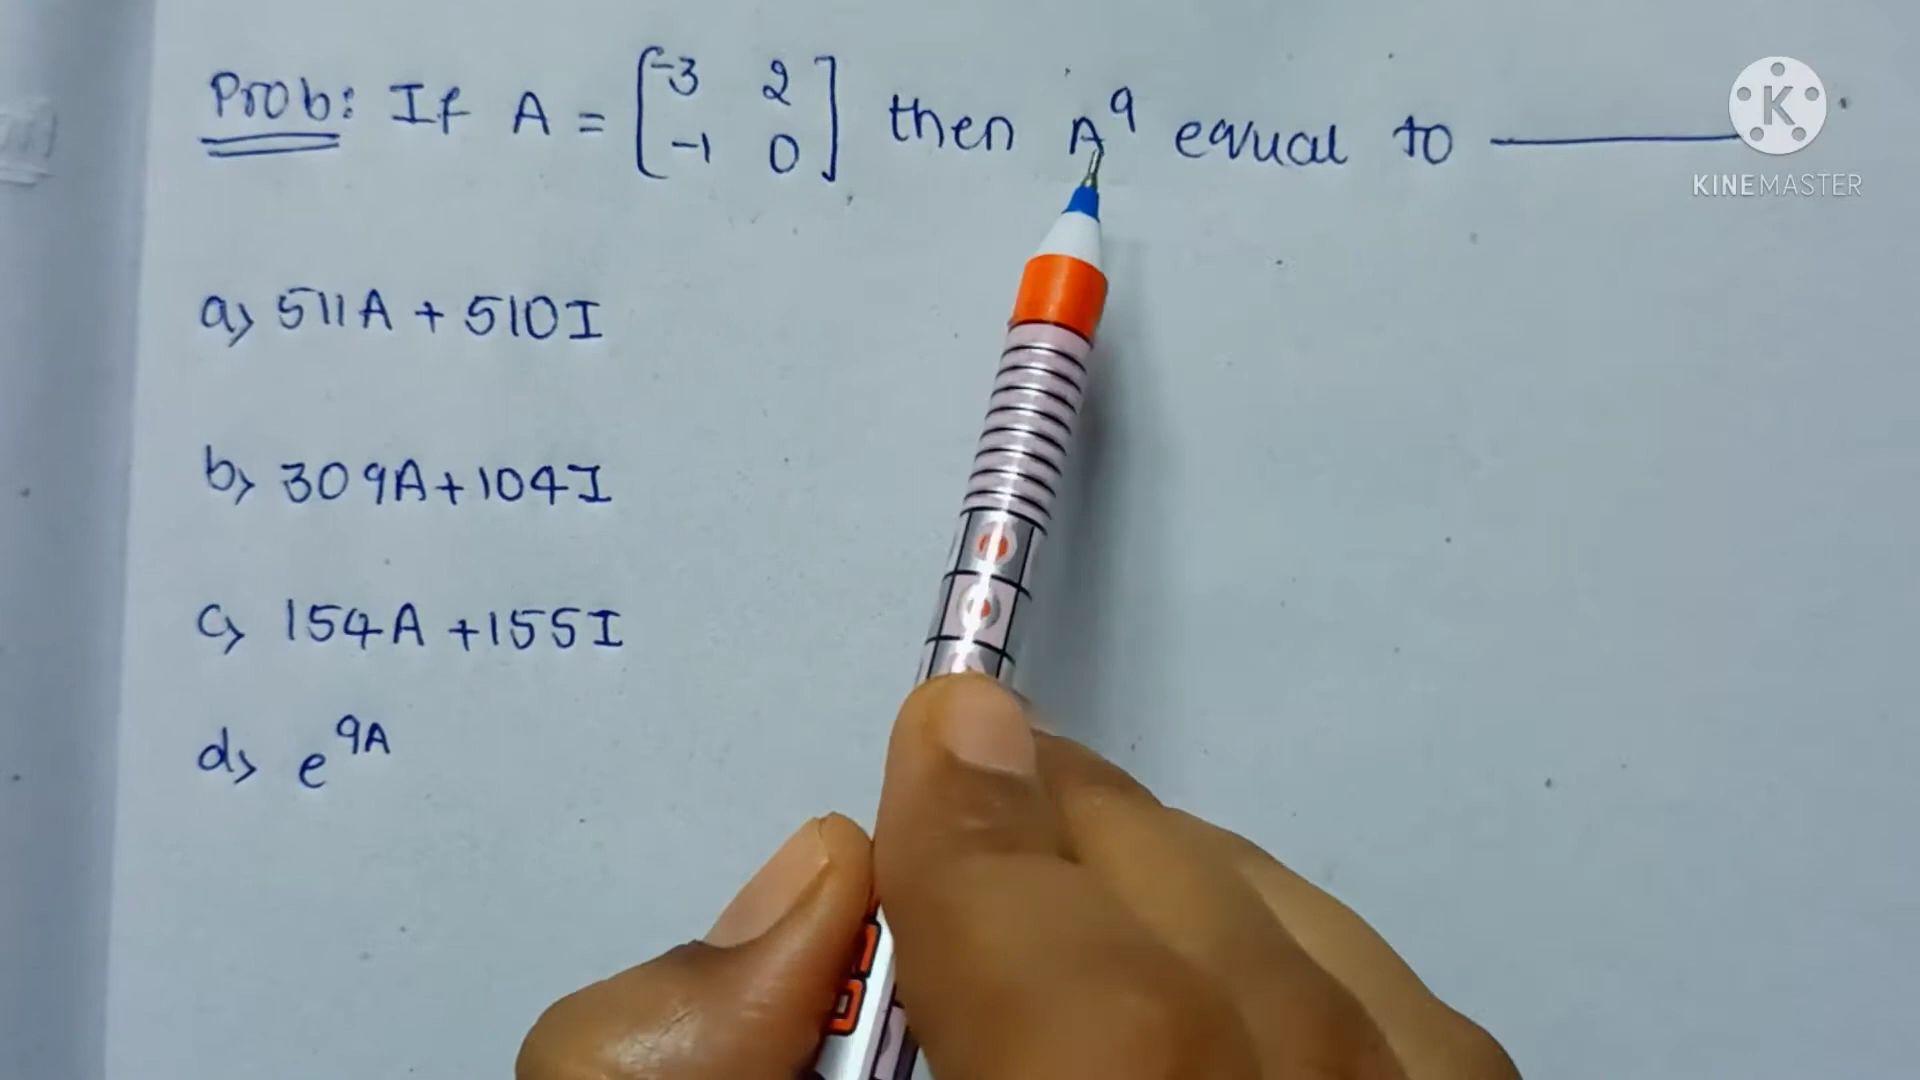 Prob: If A = [-3 2 -1 0] then A^9 equal to ______
K
KINEMASTER
a) 511A + 510I
b) 309A+104I
c) 154A +155I
d) e^9A